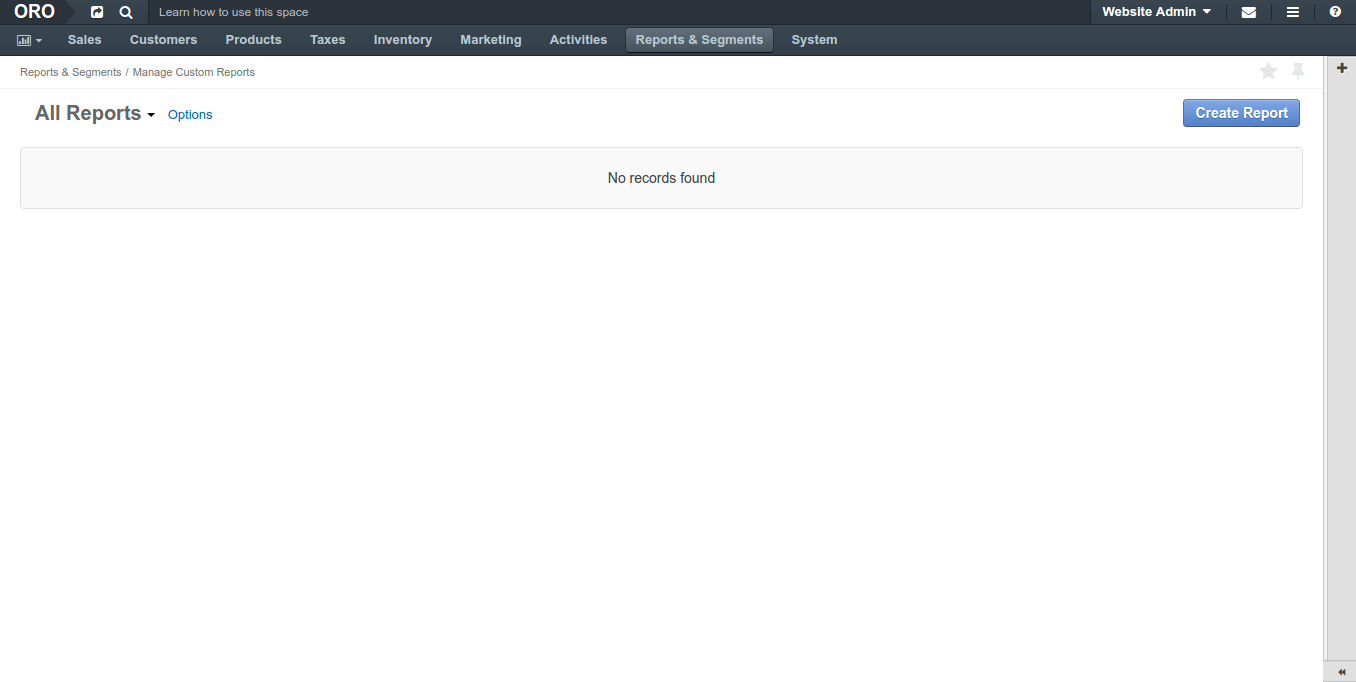 ORO Learn how to use this space Website Admin
Sales Customers Products Taxes Inventory Marketing Activities Reports & Segments System
Reports & Segments / Manage Custom Reports
All Reports Options Create Report
No records found